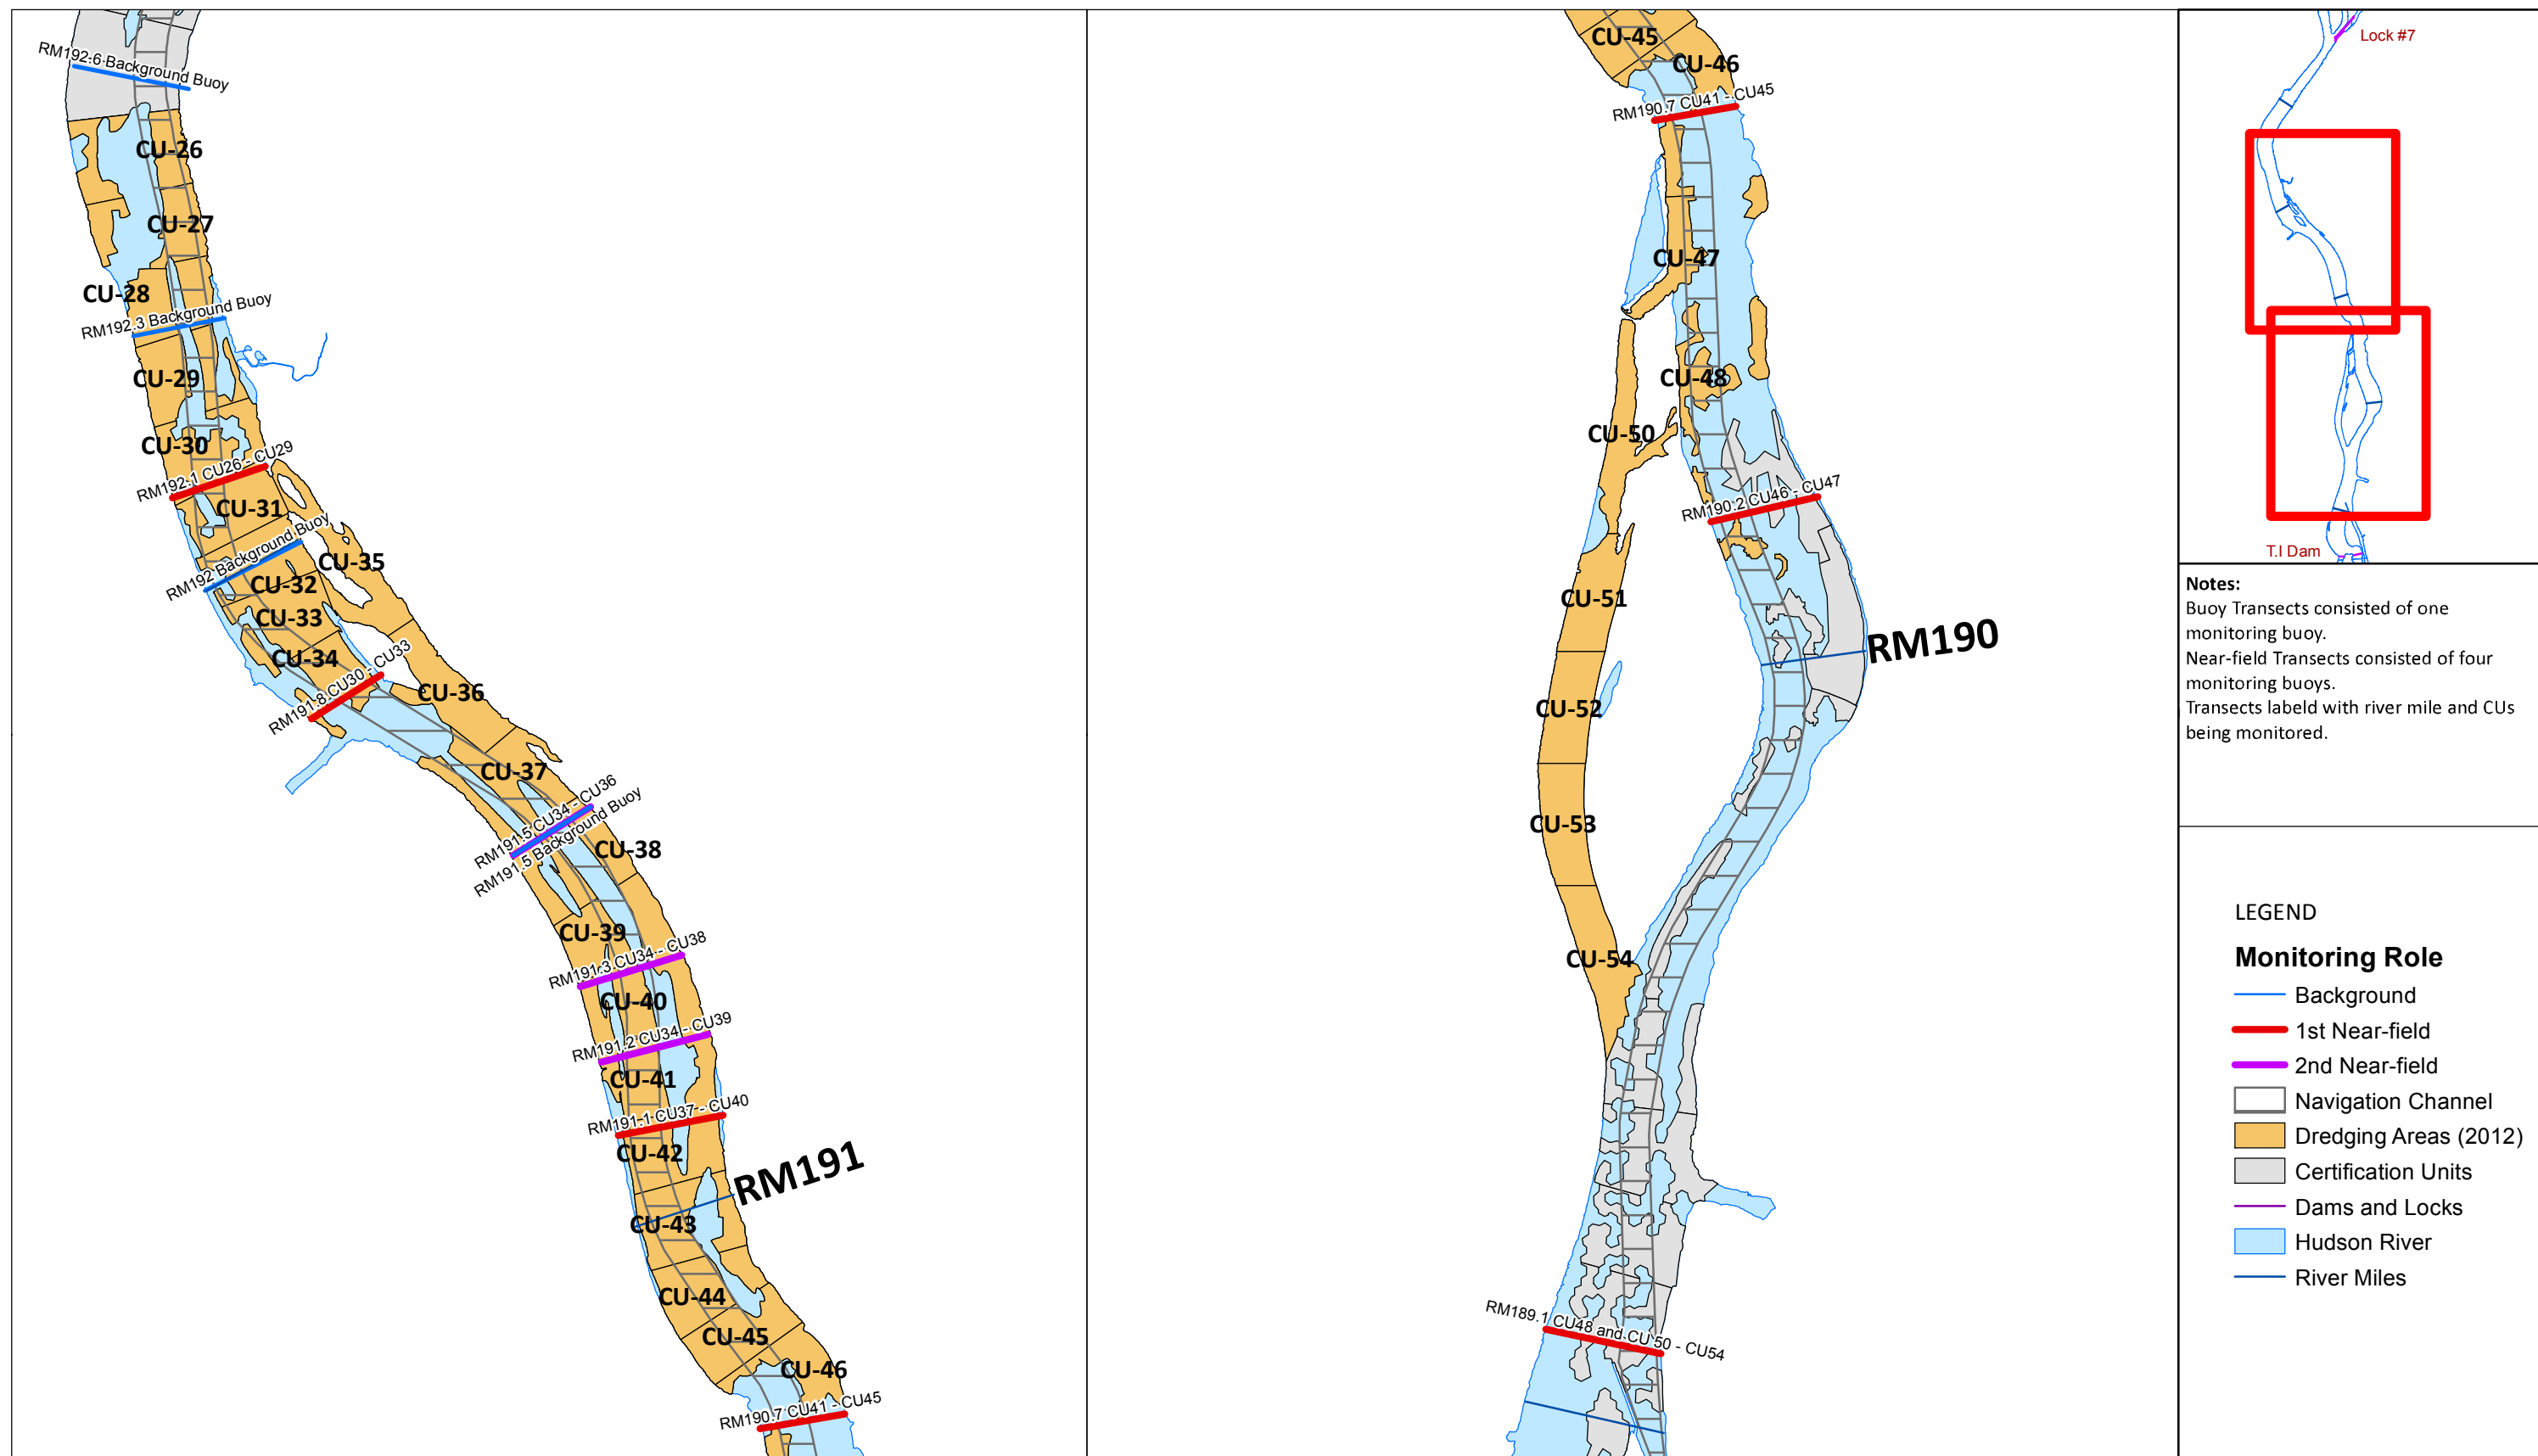 RM192.6 Background Buoy
CU-26
CU-27
CU-28
RM192.3 Background Buoy
CU-29
CU-30
RM192.1 CU26 - CU29
CU-31
RM192 Background Buoy
CU-35
CU-32
CU-33
CU-34
RM191.8 CU30 - CU33
CU-36
CU-37
RM191.5 CU34 - CU36
RM191.5 Background Buoy
CU-38
CU-39
RM191.3 CU34 - CU38
CU-40
RM191.2 CU34 - CU39
CU-41
RM191.1 CU37 - CU40
CU-42
RM191
CU-43
CU-44
CU-45
CU-46
RM190.7 CU41 - CU45
CU-45
CU-46
RM190.7 CU41 - CU45
CU-47
CU-48
CU-50
RM190.2 CU46 - CU47
CU-51
RM190
CU-52
CU-53
CU-54
RM189.1 CU48 and CU 50 - CU54
Lock #7
T.I Dam
Notes:
Buoy Transects consisted of one
monitoring buoy.
Near-field Transects consisted of four
monitoring buoys.
Transects labeld with river mile and CUs
being monitored.
LEGEND
Monitoring Role
Background
1st Near-field
2nd Near-field
Navigation Channel
Dredging Areas (2012)
Certification Units
Dams and Locks
Hudson River
River Miles